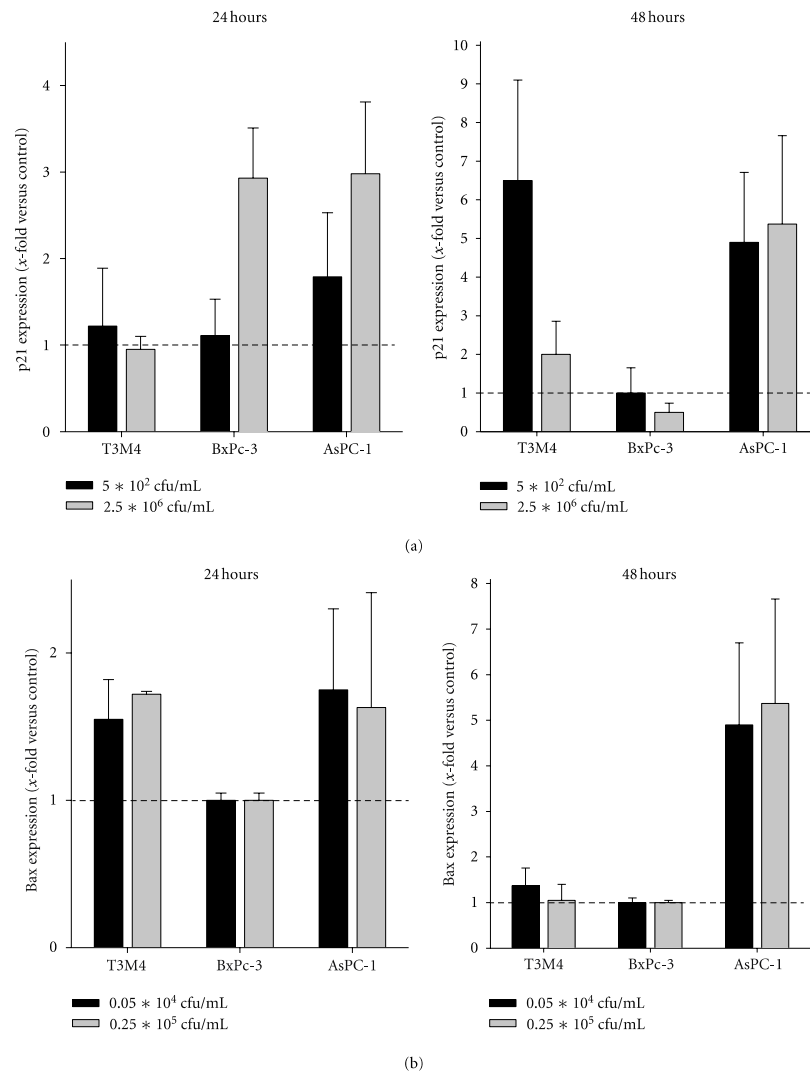 24 hours
p21 expression (x-fold versus control)
4
3
2
1
0
T3M4 BxPc-3 AsPC-1
5 ∗ 10² cfu/mL
2.5 ∗ 10⁶ cfu/mL
48 hours
p21 expression (x-fold versus control)
10
9
8
7
6
5
4
3
2
1
0
T3M4 BxPc-3 AsPC-1
5 ∗ 10² cfu/mL
2.5 ∗ 10⁶ cfu/mL
(a)
24 hours
Bax expression (x-fold versus control)
2
1
0
T3M4 BxPc-3 AsPC-1
0.05 ∗ 10⁴ cfu/mL
0.25 ∗ 10⁵ cfu/mL
48 hours
Bax expression (x-fold versus control)
8
7
6
5
4
3
2
1
0
T3M4 BxPc-3 AsPC-1
0.05 ∗ 10⁴ cfu/mL
0.25 ∗ 10⁵ cfu/mL
(b)